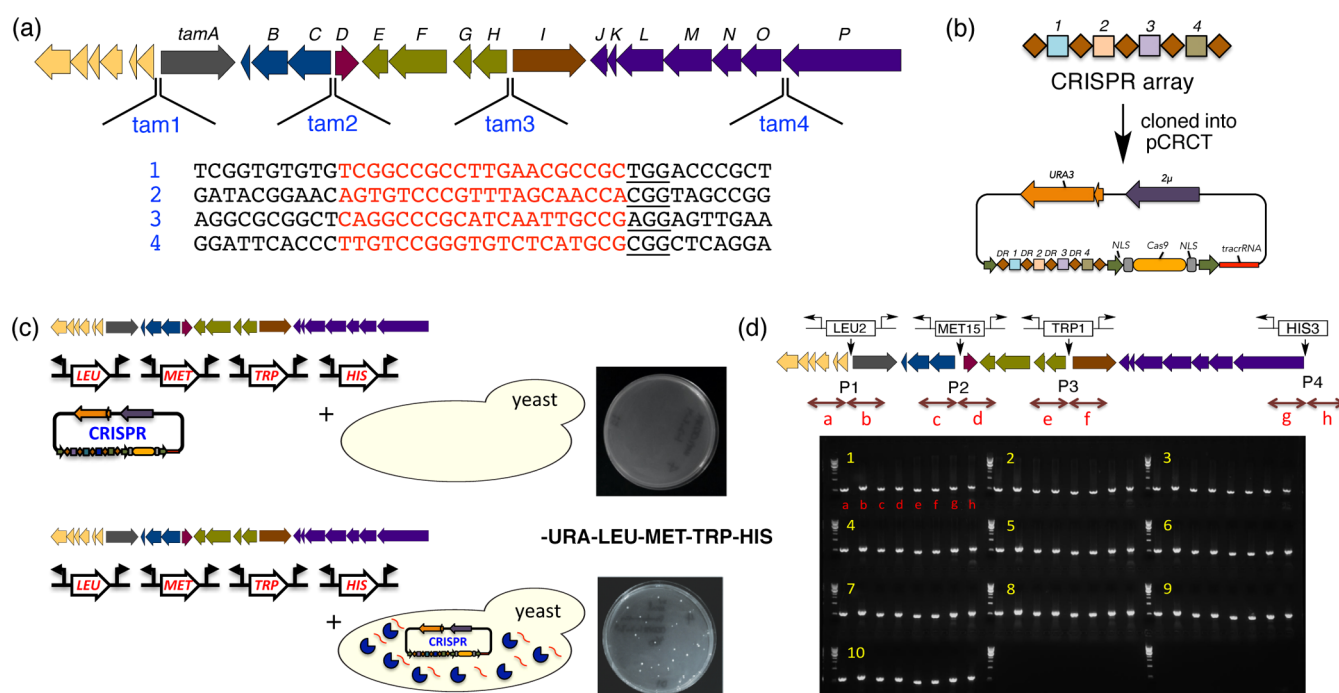 (a)
tamA B C D E F G H I J K L M N O P
tam1 tam2 tam3 tam4
1 TCGGTGTGTGTCGGCCGCCTTGAACGCCGCTGGACCCGCT
2 GATACGGAACAGTGTCCCGTTTAGCAACCACGGTAGCCGG
3 AGGCGCGGCTCAGGCCCGCATCAATTGCCGAGGAGTTGAA
4 GGATTCACCCTTGTCCGGGTGTCTCATGCGCGGCTCAGGA
(b)
1 2 3 4
CRISPR array
cloned into
pCRCT
URA3 2µ
DR 1 DR 2 DR 3 DR 4 NLS Cas9 NLS tracrRNA
(c)
LEU MET TRP HIS
CRISPR
+
yeast
-URA-LEU-MET-TRP-HIS
LEU MET TRP HIS
+
yeast
CRISPR
(d)
LEU2 MET15 TRP1 HIS3
P1 P2 P3 P4
a b c d e f g h
1 2 3
a b c d e f g h
4 5 6
7 8 9
10